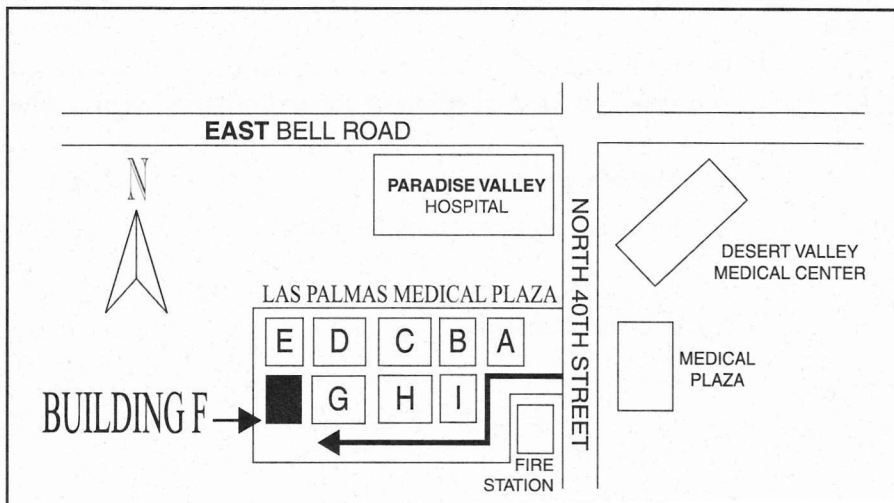 EAST BELL ROAD
N
PARADISE VALLEY
HOSPITAL
NORTH 40TH STREET
DESERT VALLEY
MEDICAL CENTER
LAS PALMAS MEDICAL PLAZA
E D C B A
MEDICAL
PLAZA
BUILDING F
G H I
FIRE
STATION